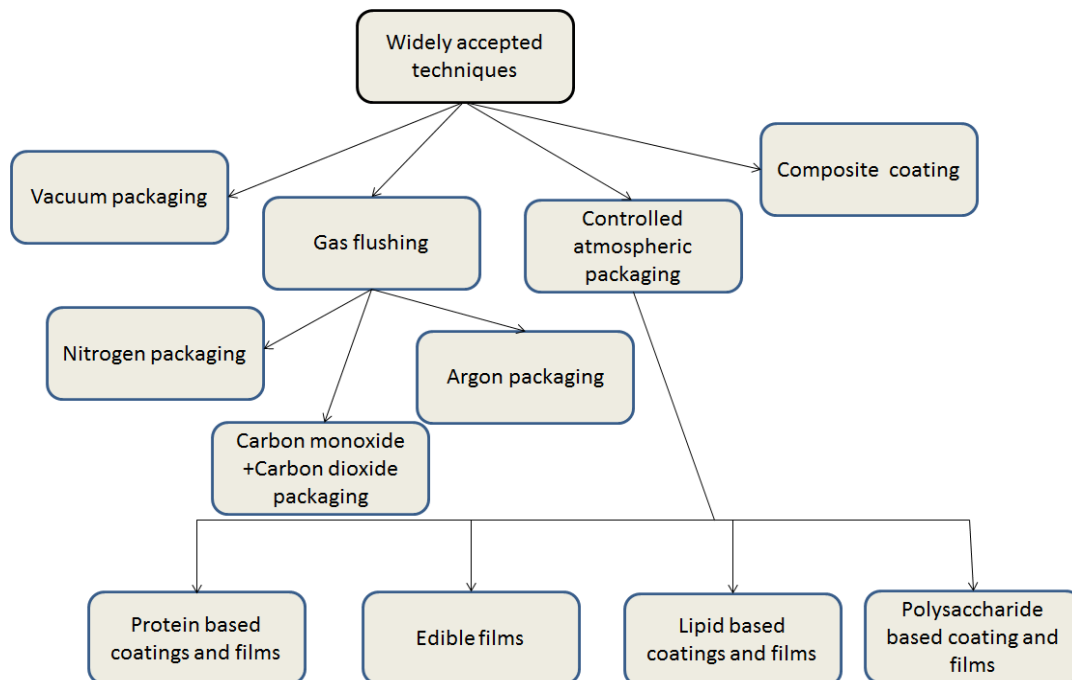 Widely accepted
techniques
Vacuum packaging
Gas flushing
Controlled
atmospheric
packaging
Composite coating
Nitrogen packaging
Carbon monoxide
+Carbon dioxide
packaging
Argon packaging
Protein based
coatings and films
Edible films
Lipid based
coatings and films
Polysaccharide
based coating and
films